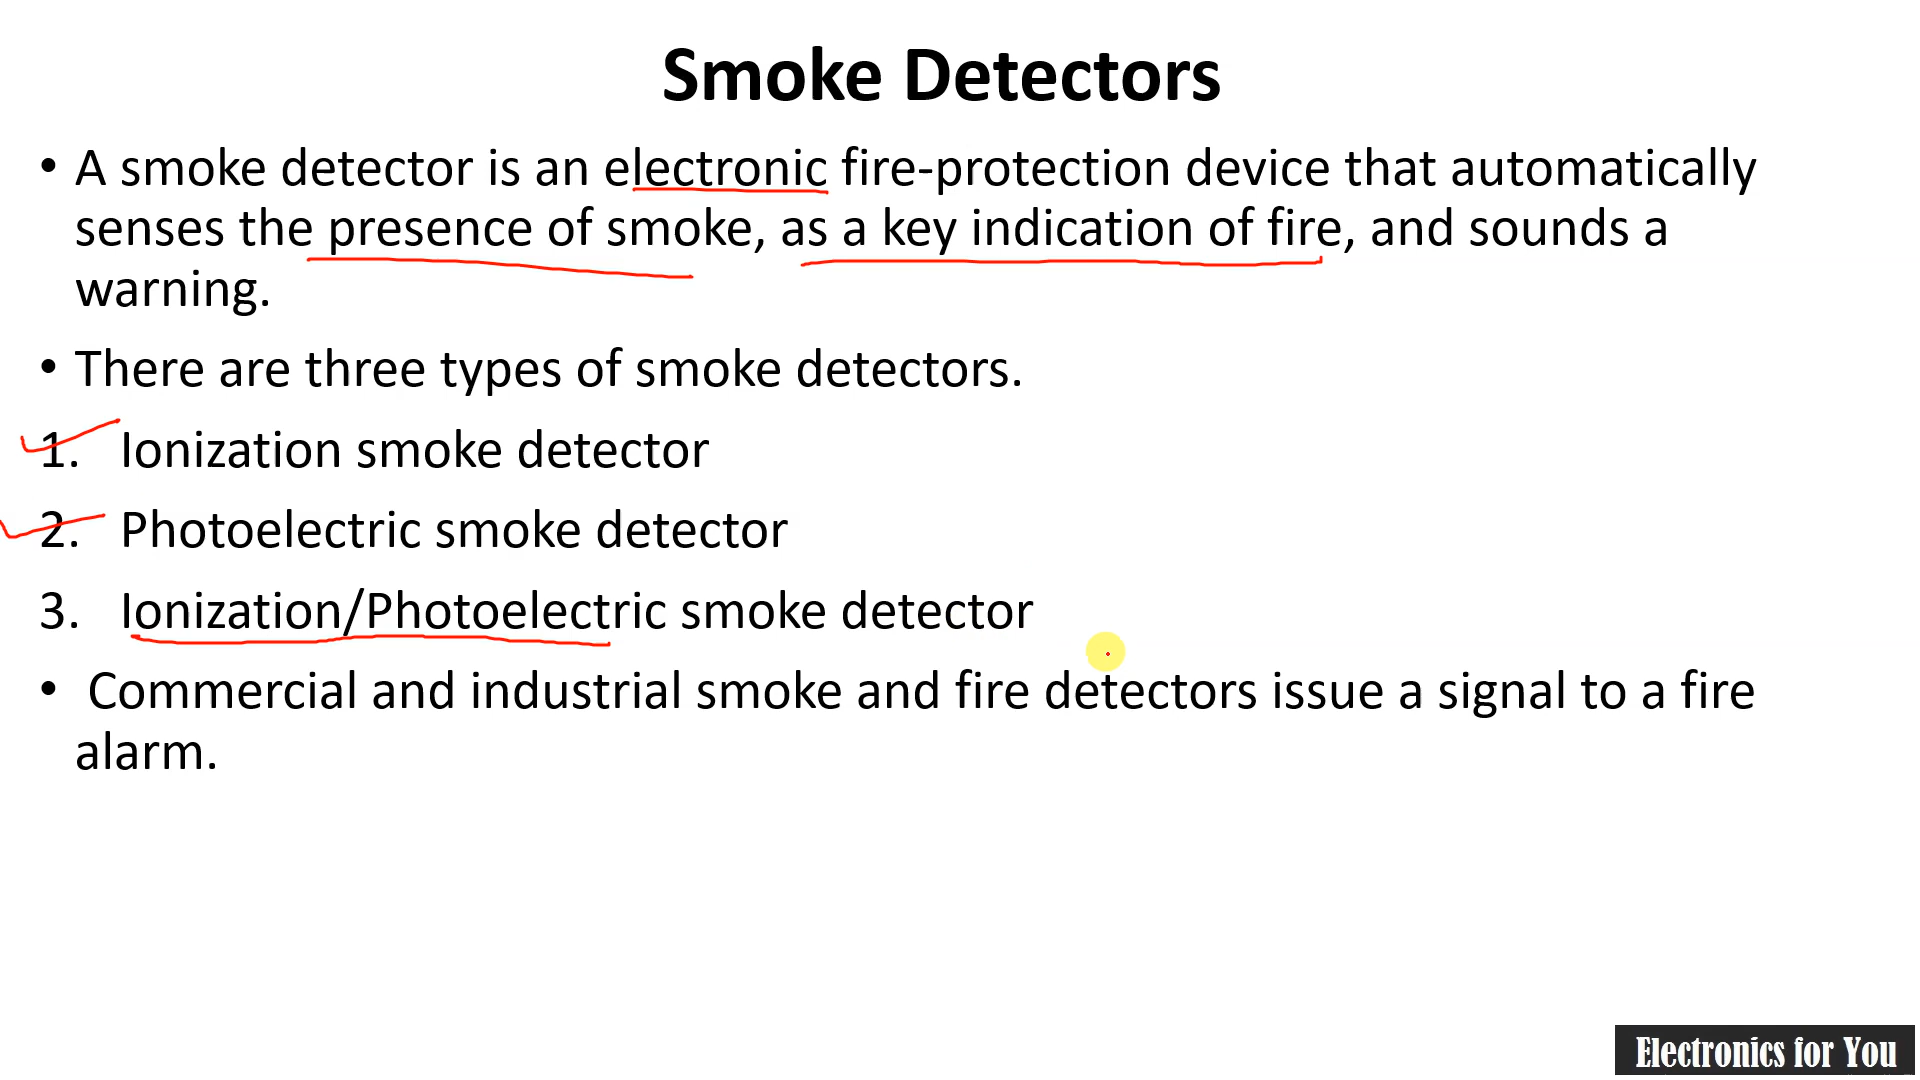 Smoke Detectors
• A smoke detector is an electronic fire-protection device that automatically
senses the presence of smoke, as a key indication of fire, and sounds a
warning.
• There are three types of smoke detectors.
1. Ionization smoke detector
2. Photoelectric smoke detector
3. Ionization/Photoelectric smoke detector
• Commercial and industrial smoke and fire detectors issue a signal to a fire
alarm.
Electronics for You